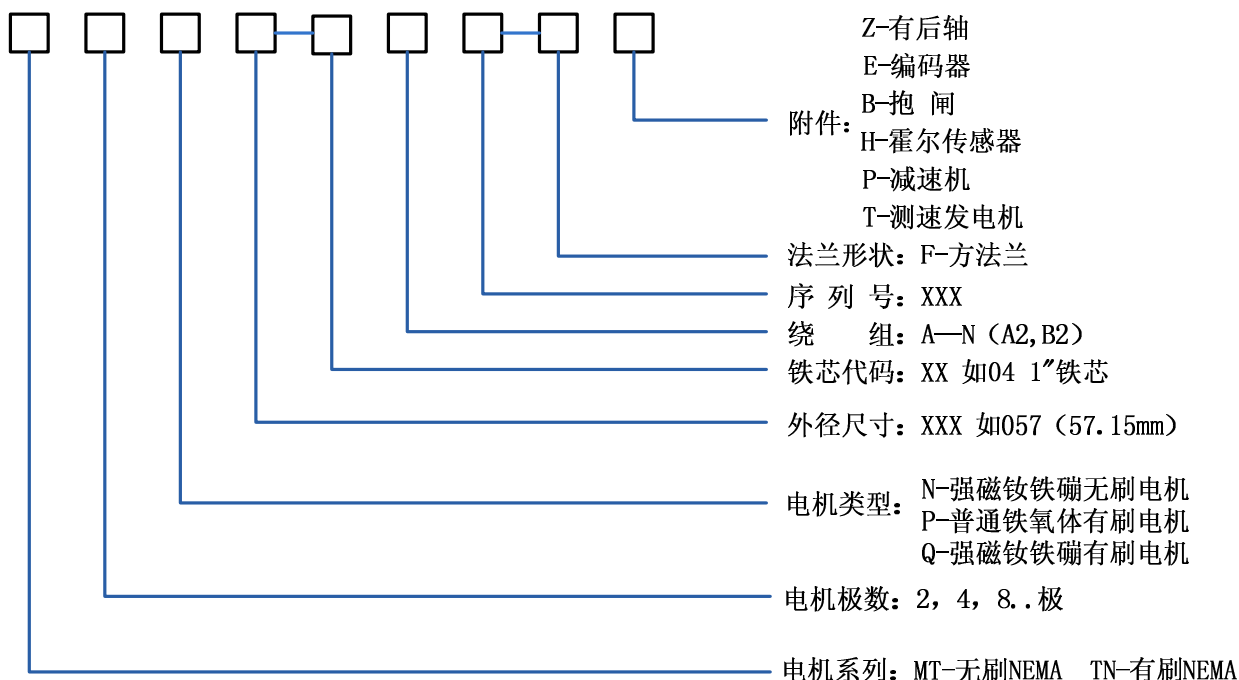 Z-有后轴
E-编码器
附件：B-抱 闸
H-霍尔传感器
P-减速机
T-测速发电机
法兰形状：F-方法兰
序 列 号：XXX
绕 组：A—N（A2,B2）
铁芯代码：XX 如04 1″铁芯
外径尺寸：XXX 如057（57.15mm）
电机类型：N-强磁钕铁硼无刷电机
P-普通铁氧体有刷电机
Q-强磁钕铁硼有刷电机
电机极数：2，4，8..极
电机系列：MT-无刷NEMA TN-有刷NEMA